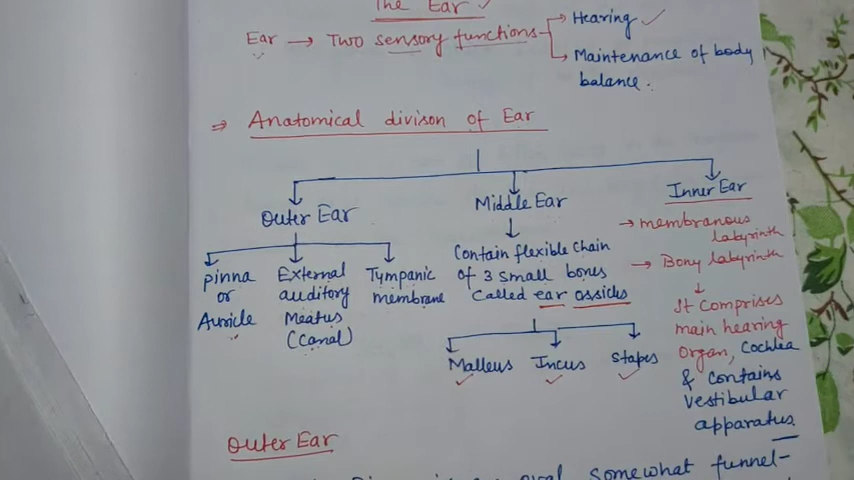 The Ear
Ear → Two sensory functions
Hearing
Maintenance of body
balance.
⇒ Anatomical divison of Ear
Outer Ear
pinna
or
Auricle
External
auditory
Meatus
(canal)
Tympanic
membrane
Middle Ear
Contain flexible chain
of 3 small bones
called ear ossicles
Malleus
Incus
stapes
Inner Ear
→ membranous
labyrinth
→ Bony labyrinth
It comprises
main hearing
organ, Cochlea
& contains
vestibular
apparatus.
Outer Ear
somewhat funnel-